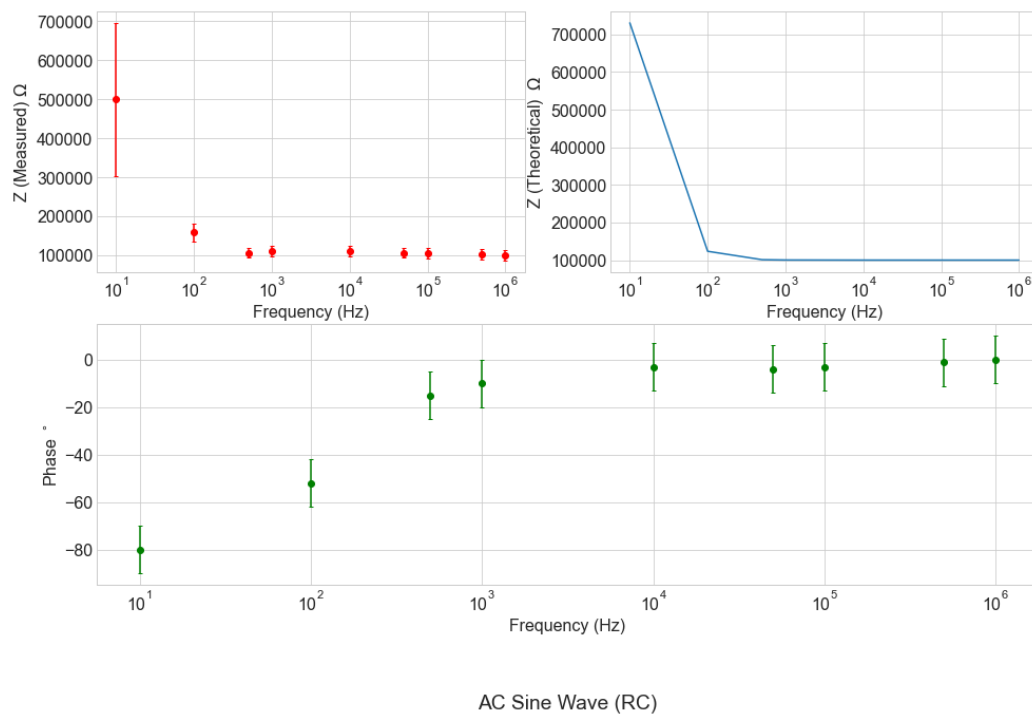 Z (Measured) Ω
700000
600000
500000
400000
300000
200000
100000
10¹ 10² 10³ 10⁴ 10⁵ 10⁶
Frequency (Hz)
Z (Theoretical) Ω
700000
600000
500000
400000
300000
200000
100000
10¹ 10² 10³ 10⁴ 10⁵ 10⁶
Frequency (Hz)
Phase °
0
−20
−40
−60
−80
10¹ 10² 10³ 10⁴ 10⁵ 10⁶
Frequency (Hz)
AC Sine Wave (RC)